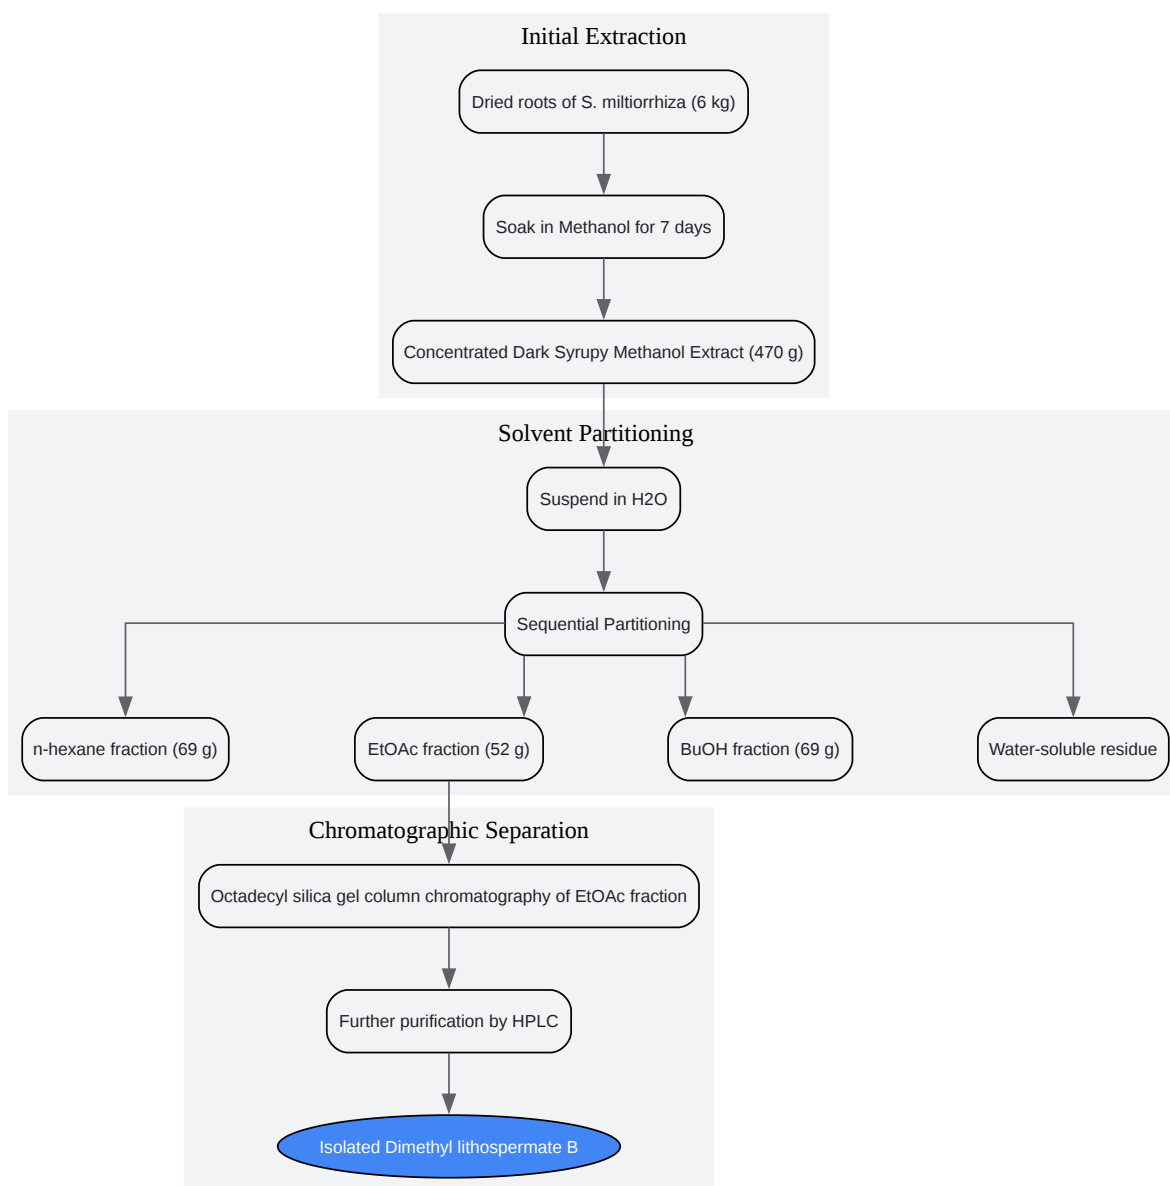 Initial Extraction
Dried roots of S. miltiorrhiza (6 kg)
Soak in Methanol for 7 days
Concentrated Dark Syrupy Methanol Extract (470 g)
Solvent Partitioning
Suspend in H2O
Sequential Partitioning
n-hexane fraction (69 g)
EtOAc fraction (52 g)
BuOH fraction (69 g)
Water-soluble residue
Chromatographic Separation
Octadecyl silica gel column chromatography of EtOAc fraction
Further purification by HPLC
Isolated Dimethyl lithospermate B